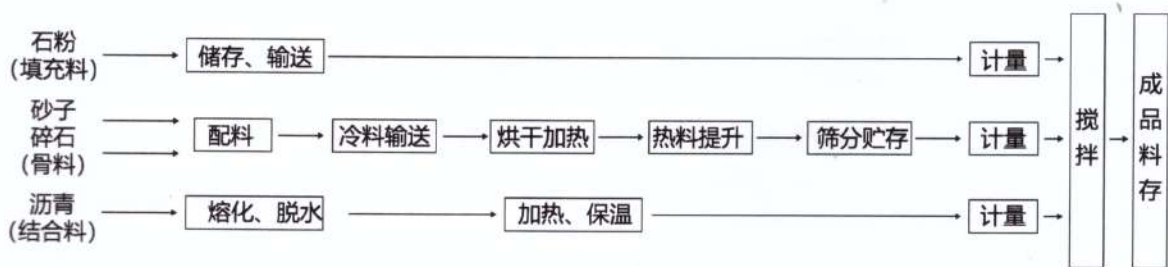 石粉
(填充料)
储存、输送
计量
砂子
碎石
(骨料)
配料
冷料输送
烘干加热
热料提升
筛分贮存
计量
沥青
(结合料)
熔化、脱水
加热、保温
计量
搅拌
成品料存